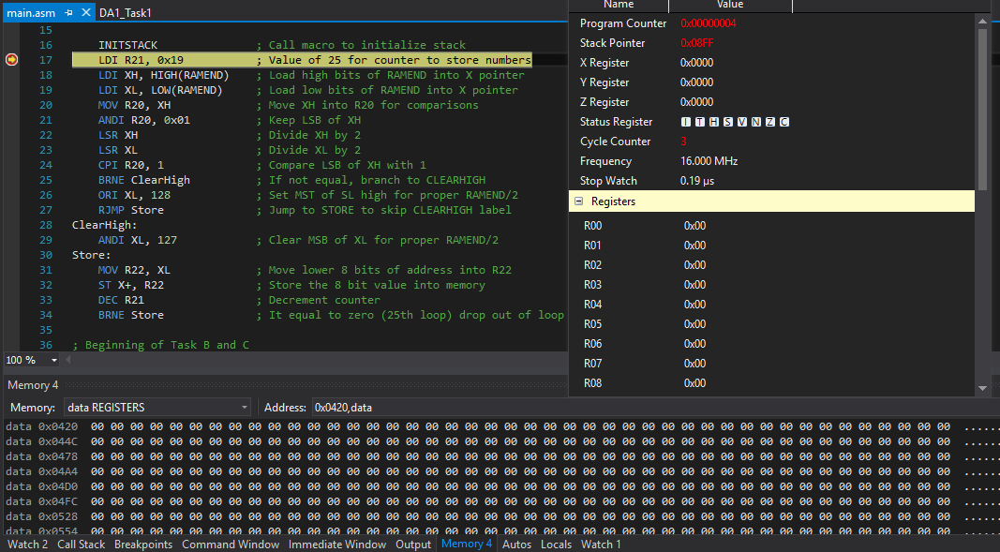 main.asm DA1_Task1
15
16 INITSTACK ; Call macro to initialize stack
17 LDI R21, 0x19 ; Value of 25 for counter to store numbers
18 LDI XH, HIGH(RAMEND) ; Load high bits of RAMEND into X pointer
19 LDI XL, LOW(RAMEND) ; Load low bits of RAMEND into X pointer
20 MOV R20, XH ; Move XH into R20 for comparisons
21 ANDI R20, 0x01 ; Keep LSB of XH
22 LSR XH ; Divide XH by 2
23 LSR XL ; Divide XL by 2
24 CPI R20, 1 ; Compare LSB of XH with 1
25 BRNE ClearHigh ; If not equal, branch to CLEARHIGH
26 ORI XL, 128 ; Set MST of SL high for proper RAMEND/2
27 RJMP Store ; Jump to STORE to skip CLEARHIGH label
28 ClearHigh:
29 ANDI XL, 127 ; Clear MSB of XL for proper RAMEND/2
30 Store:
31 MOV R22, XL ; Move lower 8 bits of address into R22
32 ST X+, R22 ; Store the 8 bit value into memory
33 DEC R21 ; Decrement counter
34 BRNE Store ; It equal to zero (25th loop) drop out of loop
35
36 ; Beginning of Task B and C
100 %
Name Value
Program Counter 0x00000004
Stack Pointer 0x08FF
X Register 0x0000
Y Register 0x0000
Z Register 0x0000
Status Register I T H S V N Z C
Cycle Counter 3
Frequency 16.000 MHz
Stop Watch 0.19 µs
Registers
R00 0x00
R01 0x00
R02 0x00
R03 0x00
R04 0x00
R05 0x00
R06 0x00
R07 0x00
R08 0x00
Memory 4
Memory: data REGISTERS Address: 0x0420,data
data 0x0420 00 00 00 00 00 00 00 00 00 00 00 00 00 00 00 00 00 00 00 00 00 00 00 00 00 00 00 00 00 00 00 00 00 00 00 00 00 00 00 00 00 00 00 00 ......
data 0x044C 00 00 00 00 00 00 00 00 00 00 00 00 00 00 00 00 00 00 00 00 00 00 00 00 00 00 00 00 00 00 00 00 00 00 00 00 00 00 00 00 00 00 00 00 ......
data 0x0478 00 00 00 00 00 00 00 00 00 00 00 00 00 00 00 00 00 00 00 00 00 00 00 00 00 00 00 00 00 00 00 00 00 00 00 00 00 00 00 00 00 00 00 00 ......
data 0x04A4 00 00 00 00 00 00 00 00 00 00 00 00 00 00 00 00 00 00 00 00 00 00 00 00 00 00 00 00 00 00 00 00 00 00 00 00 00 00 00 00 00 00 00 00 ......
data 0x04D0 00 00 00 00 00 00 00 00 00 00 00 00 00 00 00 00 00 00 00 00 00 00 00 00 00 00 00 00 00 00 00 00 00 00 00 00 00 00 00 00 00 00 00 00 ......
data 0x04FC 00 00 00 00 00 00 00 00 00 00 00 00 00 00 00 00 00 00 00 00 00 00 00 00 00 00 00 00 00 00 00 00 00 00 00 00 00 00 00 00 00 00 00 00 ......
data 0x0528 00 00 00 00 00 00 00 00 00 00 00 00 00 00 00 00 00 00 00 00 00 00 00 00 00 00 00 00 00 00 00 00 00 00 00 00 00 00 00 00 00 00 00 00 ......
data 0x0554 00 00 00 00 00 00 00 00 00 00 00 00 00 00 00 00 00 00 00 00 00 00 00 00 00 00 00 00 00 00 00 00 00 00 00 00 00 00 00 00 00 00 00 00 ......
Watch 2 Call Stack Breakpoints Command Window Immediate Window Output Memory 4 Autos Locals Watch 1